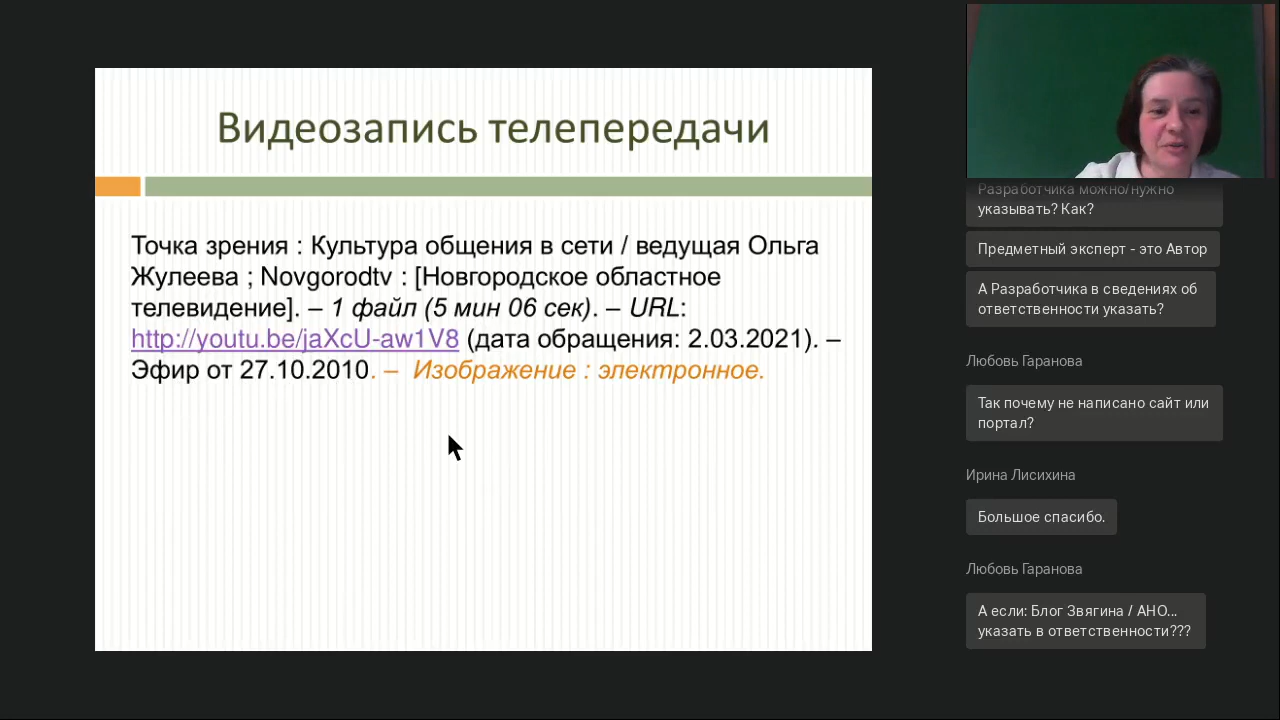 Видеозапись телепередачи
Точка зрения : Культура общения в сети / ведущая Ольга
Жулеева ; Novgorodtv : [Новгородское областное
телевидение]. – 1 файл (5 мин 06 сек). – URL:
http://youtu.be/jaXcU-aw1V8 (дата обращения: 2.03.2021). –
Эфир от 27.10.2010. – Изображение : электронное.
Разработчика можно/нужно
указывать? Как?
Предметный эксперт - это Автор
А Разработчика в сведениях об
ответственности указать?
Любовь Гаранова
Так почему не написано сайт или
портал?
Ирина Лисихина
Большое спасибо.
Любовь Гаранова
А если: Блог Звягина / АНО...
указать в ответственности???